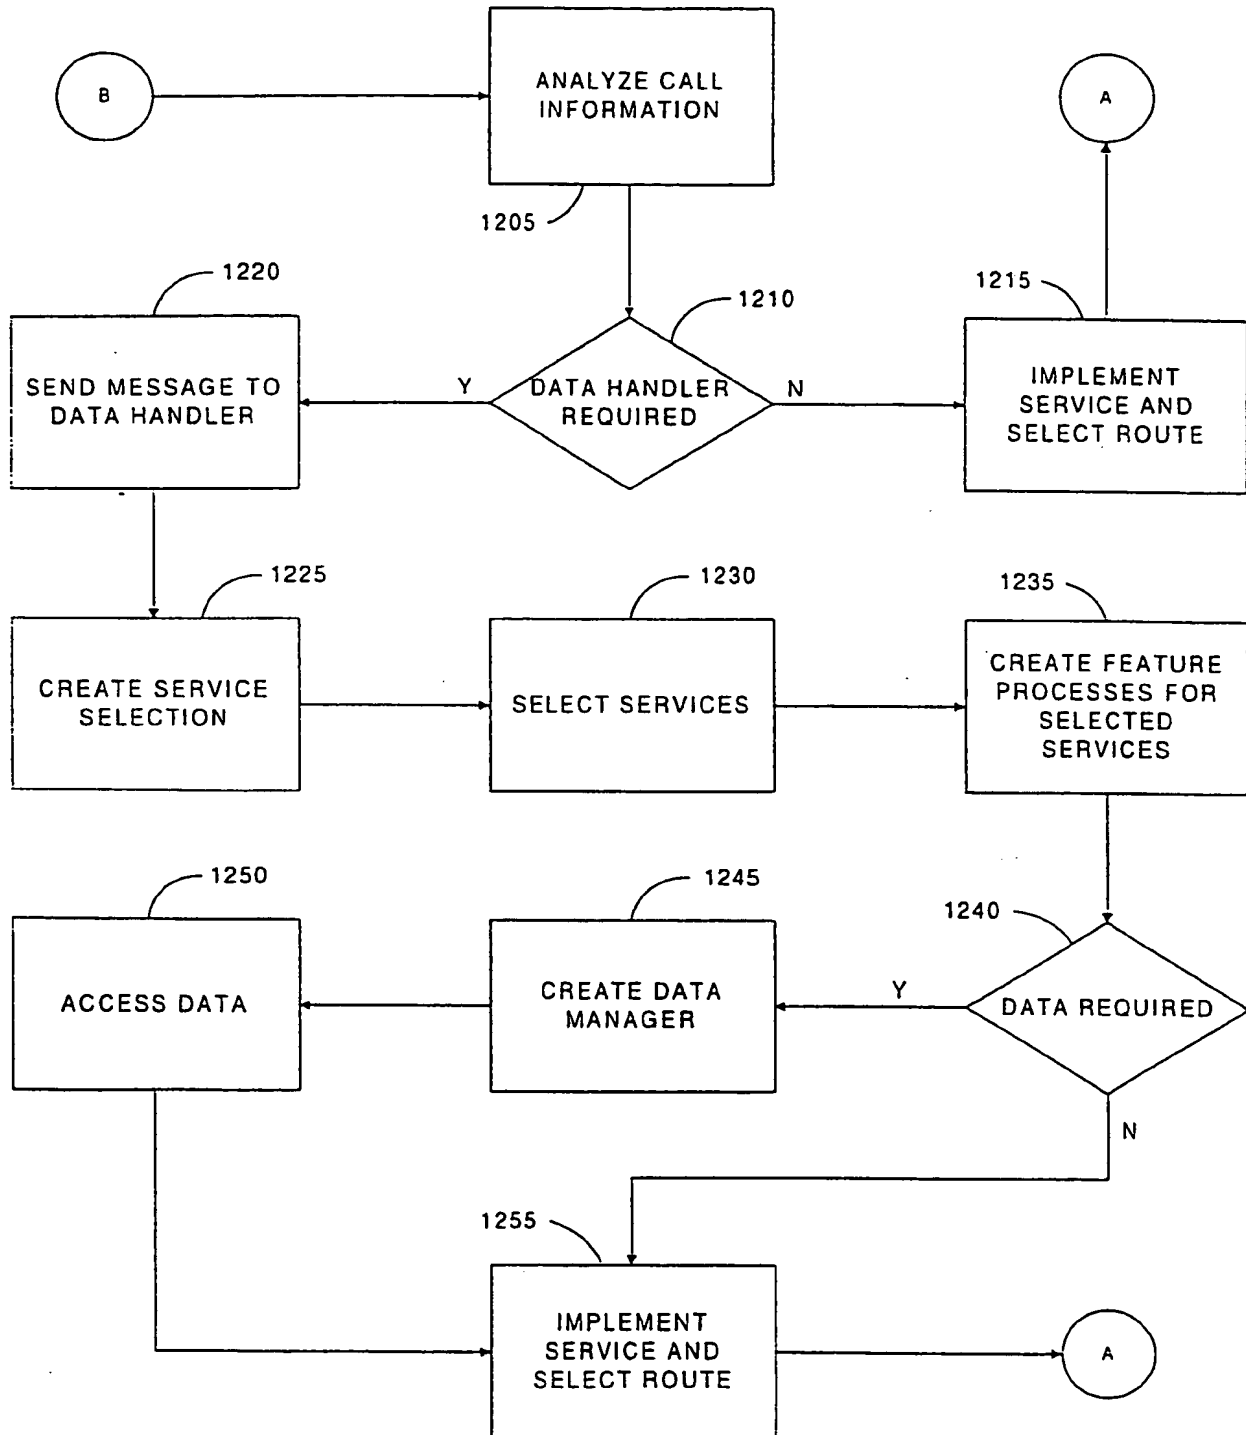 B
ANALYZE CALL
INFORMATION
A
1205
1220
1210
1215
SEND MESSAGE TO
DATA HANDLER
Y
DATA HANDLER
REQUIRED
N
IMPLEMENT
SERVICE AND
SELECT ROUTE
1225
1230
1235
CREATE SERVICE
SELECTION
SELECT SERVICES
CREATE FEATURE
PROCESSES FOR
SELECTED
SERVICES
1250
1245
1240
ACCESS DATA
CREATE DATA
MANAGER
Y
DATA REQUIRED
N
1255
IMPLEMENT
SERVICE AND
SELECT ROUTE
A